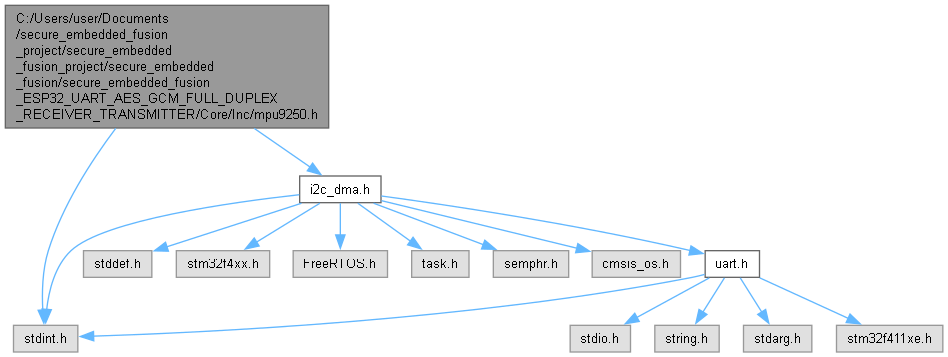 C:/Users/user/Documents
/secure_embedded_fusion
_project/secure_embedded
_fusion_project/secure_embedded
_fusion/secure_embedded_fusion
_ESP32_UART_AES_GCM_FULL_DUPLEX
_RECEIVER_TRANSMITTER/Core/Inc/mpu9250.h
i2c_dma.h
stddef.h
stm32f4xx.h
FreeRTOS.h
task.h
semphr.h
cmsis_os.h
uart.h
stdint.h
stdio.h
string.h
stdarg.h
stm32f411xe.h